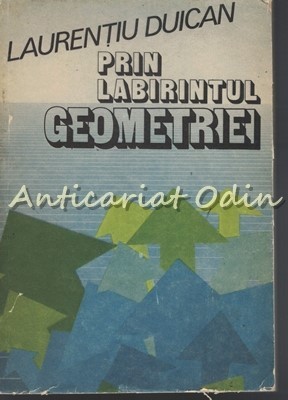 LAURENȚIU DUICAN
PRIN
LABIRINTUL
GEOMETRIEI
Anticariat Odin